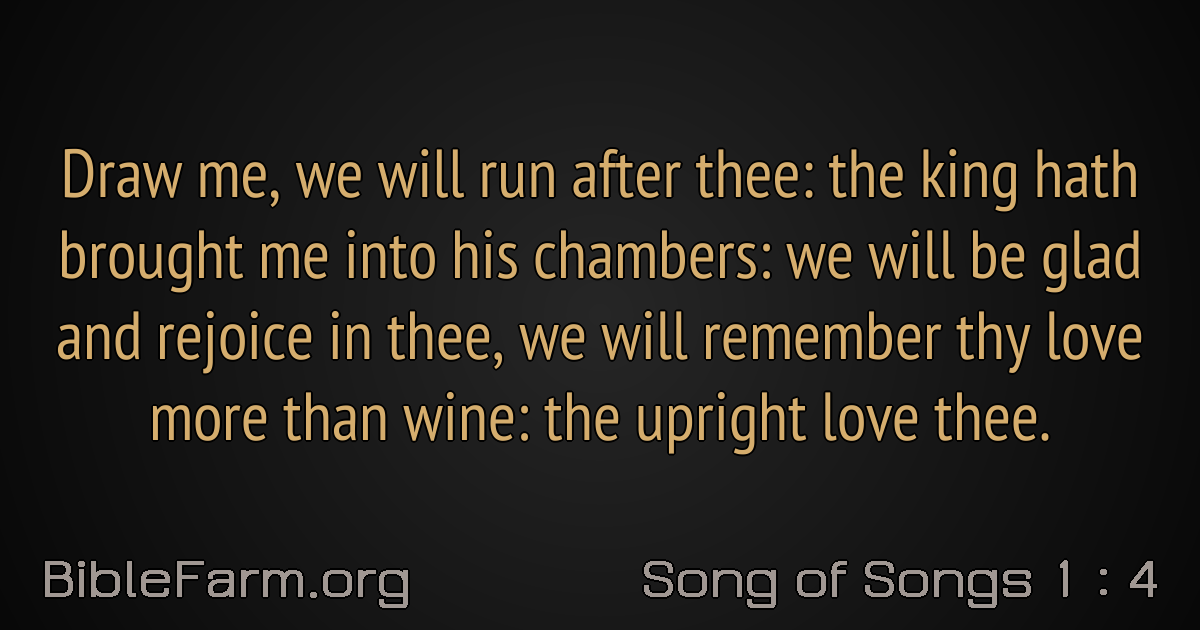 Draw me, we will run after thee: the king hath
brought me into his chambers: we will be glad
and rejoice in thee, we will remember thy love
more than wine: the upright love thee.
BibleFarm.org
Song of Songs 1 : 4